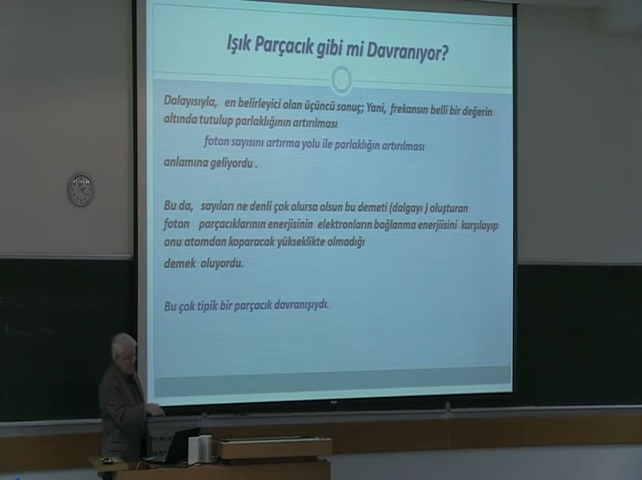 Işık Parçacık gibi mi Davranıyor?
Dolayısıyla, en belirleyici olan üçüncü sonuç; Yani, frekansın belli bir değerin
altında tutulup parlaklığının artırılması
foton sayısını artırma yolu ile parlaklığın artırılması
anlamına geliyordu .
Bu da, sayıları ne denli çok olursa olsun bu demeti (dalgayı ) oluşturan
foton parçacıklarının enerjisinin elektronların bağlanma enerjiisini karşılayıp
onu atomdan koparacak yükseklikte olmadığı
demek oluyordu.
Bu çok tipik bir parçacık davranışıydı.